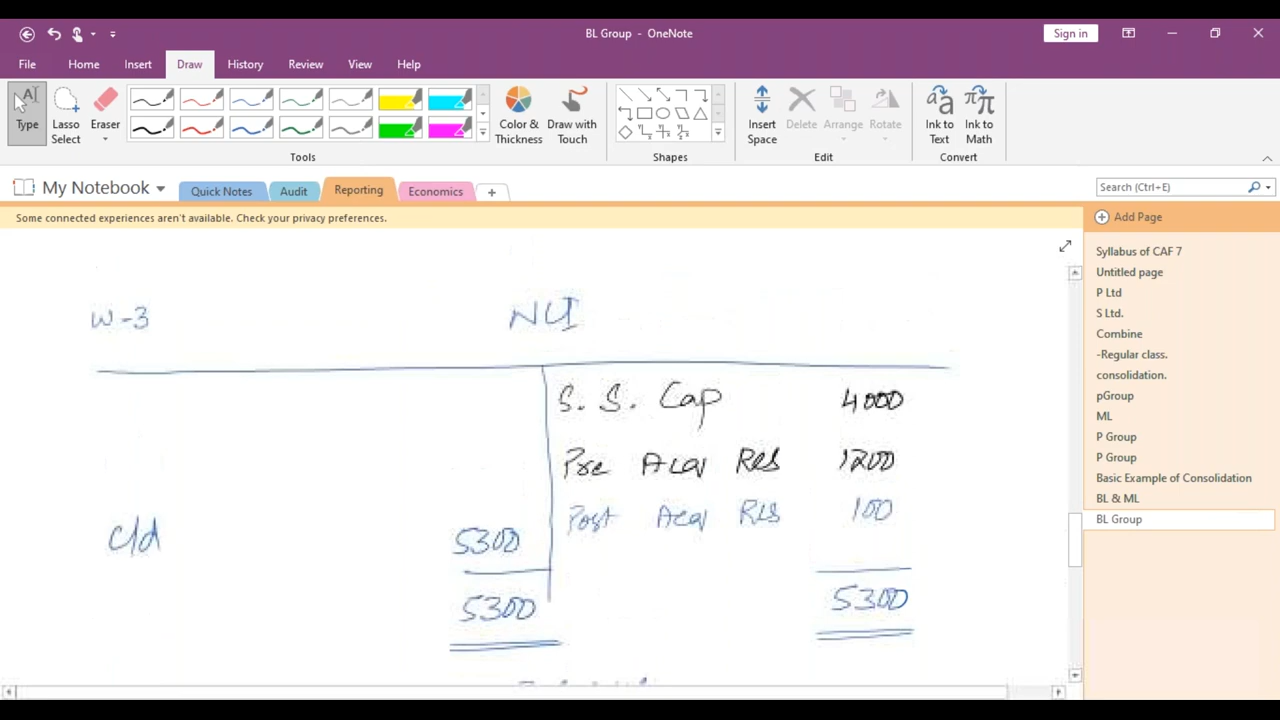 BL Group - OneNote
Sign in
File Home Insert Draw History Review View Help
Type
Lasso Select
Eraser
Color & Thickness
Draw with Touch
Insert Space
Delete
Arrange
Rotate
Ink to Text
Ink to Math
Tools
Shapes
Edit
Convert
My Notebook
Quick Notes
Audit
Reporting
Economics
Search (Ctrl+E)
Some connected experiences aren't available. Check your privacy preferences.
Add Page
Syllabus of CAF 7
Untitled page
P Ltd
S Ltd.
Combine
-Regular class.
consolidation.
pGroup
ML
P Group
P Group
Basic Example of Consolidation
BL & ML
BL Group
W-3 NCI
S. S. Cap 4000
Pre Acq Res 1200
Post Acq Res 100
c/d 5300
5300 5300